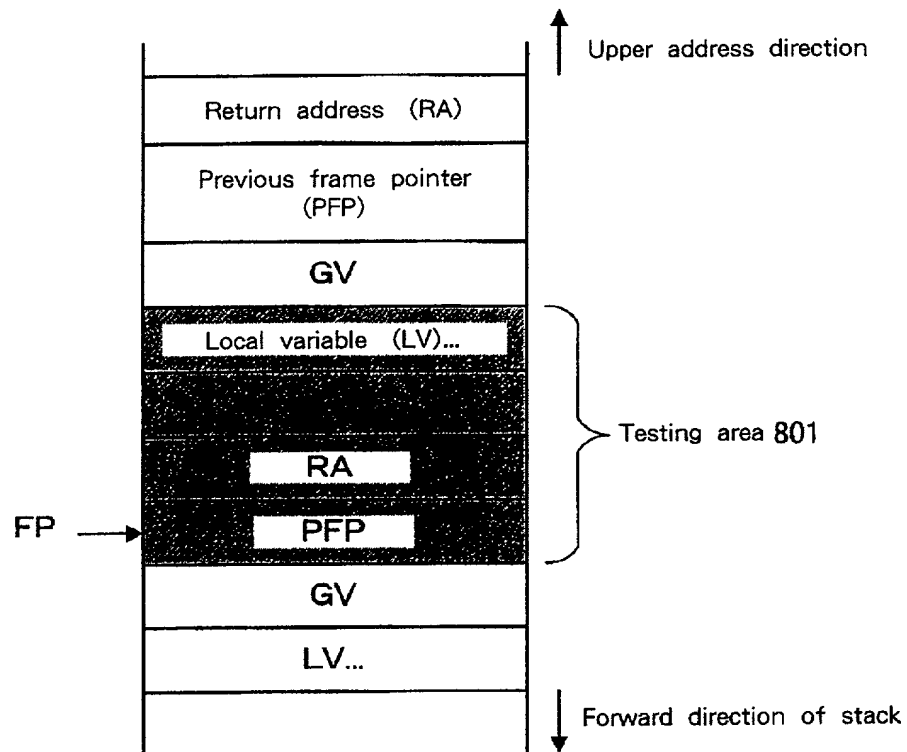 Upper address direction
Return address (RA)
Previous frame pointer
(PFP)
GV
Local variable (LV)...
Testing area 801
RA
FP
PFP
GV
LV...
Forward direction of stack